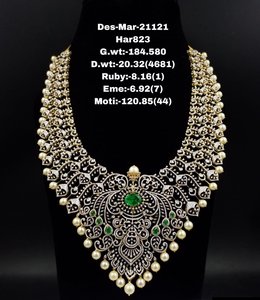 Des-Mar-21121
Har823
G.wt:-184.580
D.wt:-20.32(4681)
Ruby:-8.16(1)
Eme:-6.92(7)
Moti:-120.85(44)